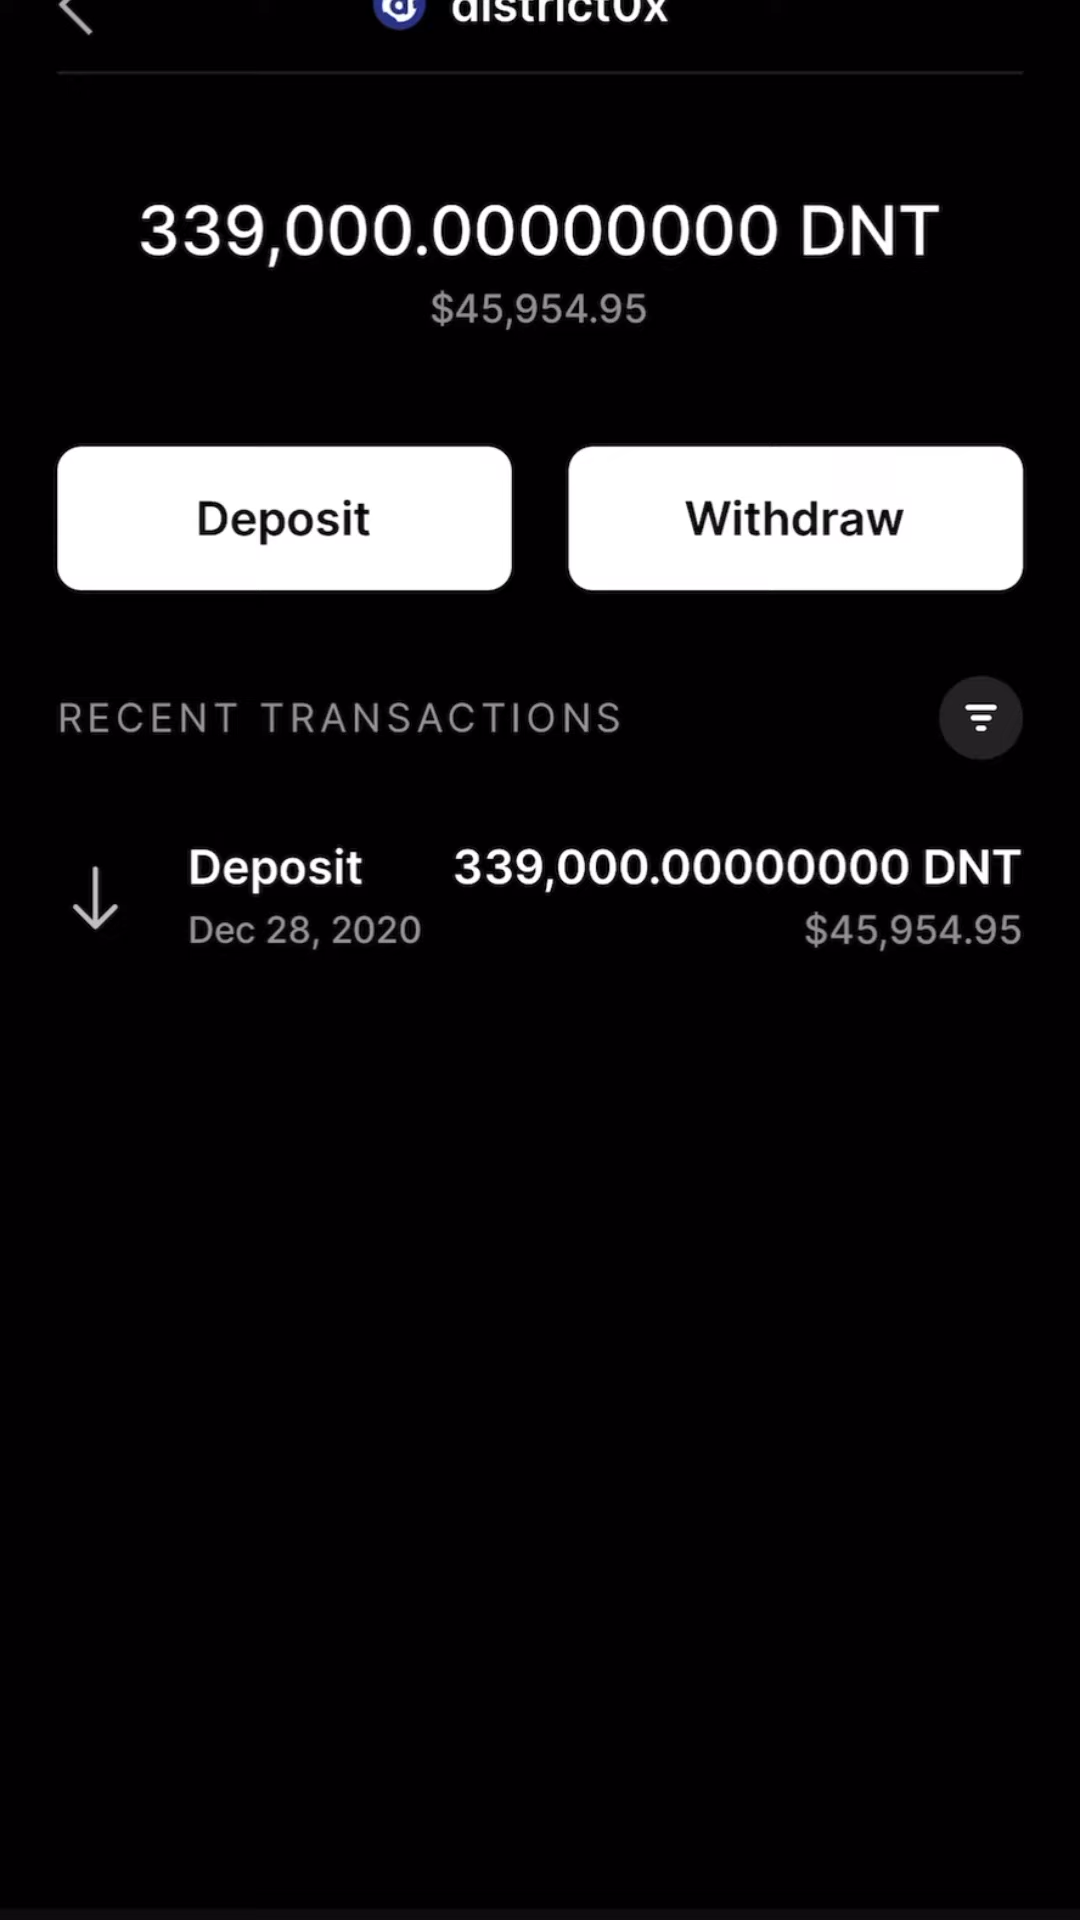 district0x
339,000.00000000 DNT
$45,954.95
Deposit
Withdraw
RECENT TRANSACTIONS
Deposit 339,000.00000000 DNT
Dec 28, 2020 $45,954.95